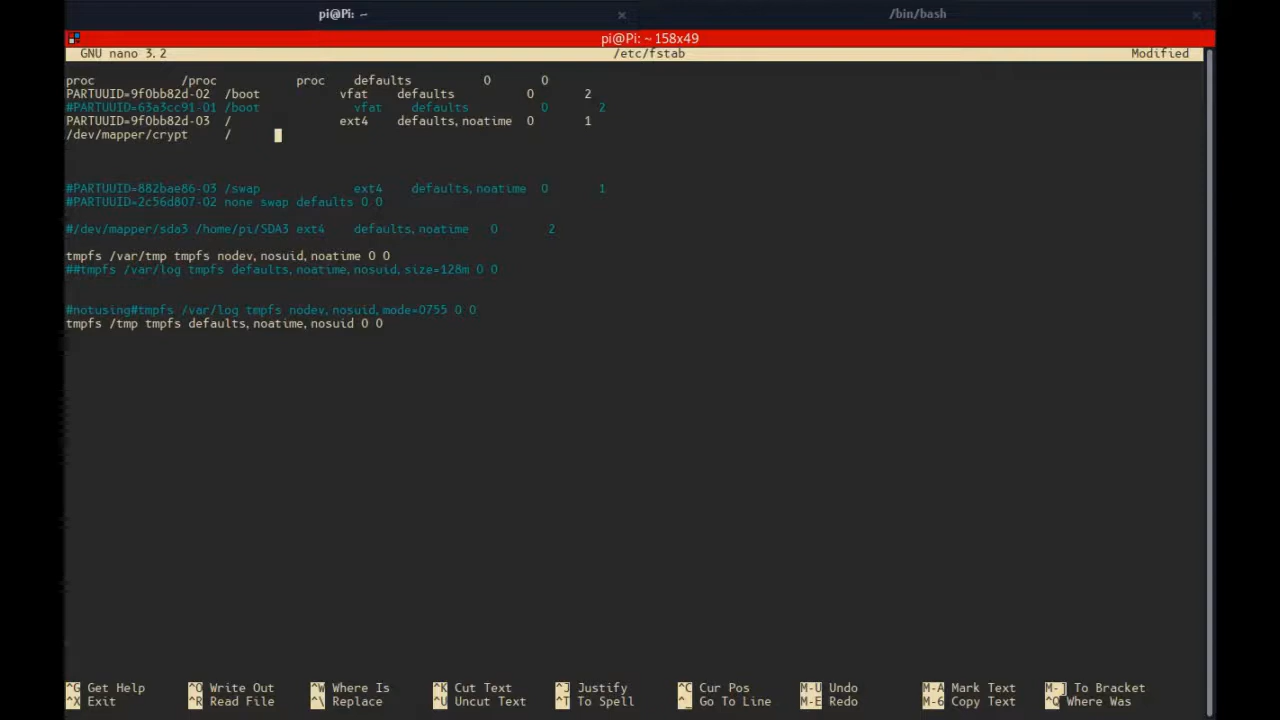 pi@Pi: ~ × /bin/bash ×
pi@Pi: ~ 158x49
GNU nano 3.2 /etc/fstab Modified
proc /proc proc defaults 0 0
PARTUUID=9f0bb82d-02 /boot vfat defaults 0 2
#PARTUUID=63a3cc91-01 /boot vfat defaults 0 2
PARTUUID=9f0bb82d-03 / ext4 defaults,noatime 0 1
/dev/mapper/crypt /
#PARTUUID=882bae86-03 /swap ext4 defaults,noatime 0 1
#PARTUUID=2c56d807-02 none swap defaults 0 0
#/dev/mapper/sda3 /home/pi/SDA3 ext4 defaults,noatime 0 2
tmpfs /var/tmp tmpfs nodev,nosuid,noatime 0 0
##tmpfs /var/log tmpfs defaults,noatime,nosuid,size=128m 0 0
#notusing#tmpfs /var/log tmpfs nodev,nosuid,mode=0755 0 0
tmpfs /tmp tmpfs defaults,noatime,nosuid 0 0
^G Get Help ^O Write Out ^W Where Is ^K Cut Text ^J Justify ^C Cur Pos M-U Undo M-A Mark Text M-] To Bracket
^X Exit ^R Read File ^\ Replace ^U Uncut Text ^T To Spell ^_ Go To Line M-E Redo M-6 Copy Text ^Q Where Was